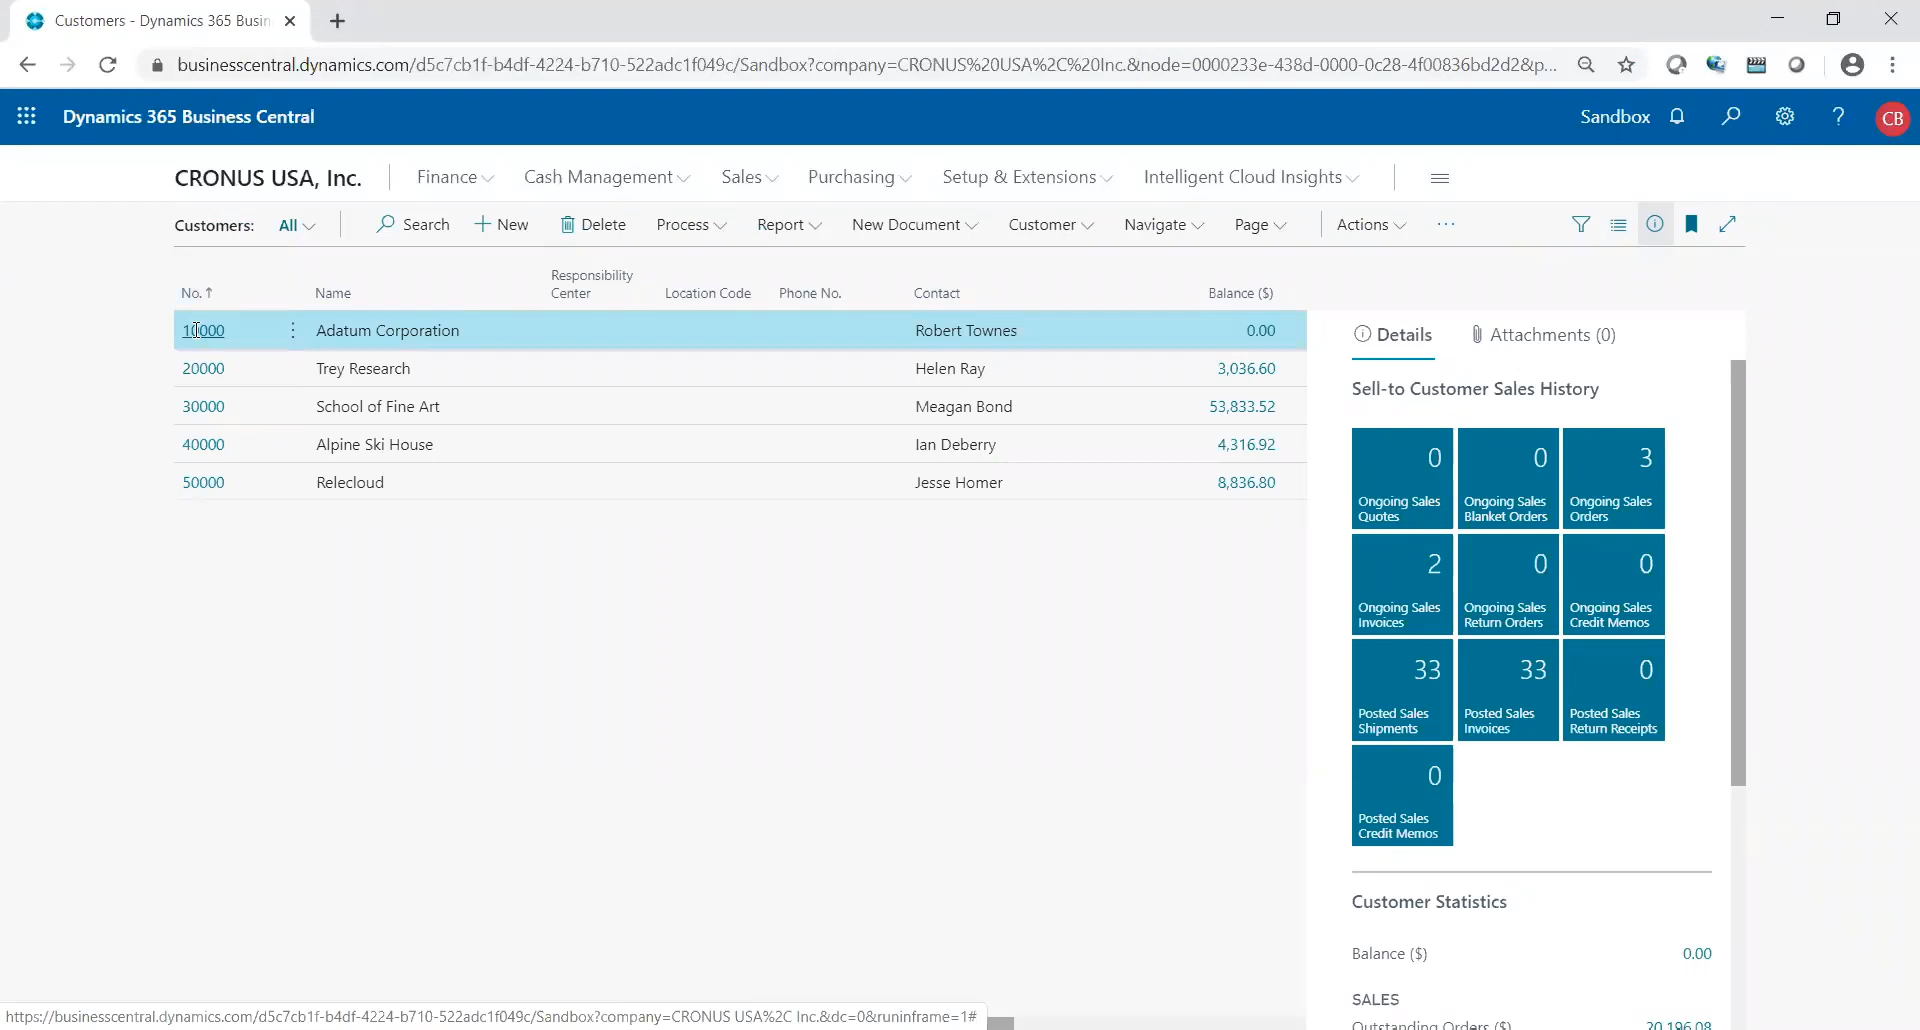 Customers - Dynamics 365 Busin
businesscentral.dynamics.com/d5c7cb1f-b4df-4224-b710-522adc1f049c/Sandbox?company=CRONUS%20USA%2C%20Inc.&node=0000233e-438d-0000-0c28-4f00836bd2d2&p...
Dynamics 365 Business Central
Sandbox
?
CB
CRONUS USA, Inc.
Finance
Cash Management
Sales
Purchasing
Setup & Extensions
Intelligent Cloud Insights
Customers:
All
Search
+ New
Delete
Process
Report
New Document
Customer
Navigate
Page
Actions
...
No. ↑
Name
Responsibility
Center
Location Code
Phone No.
Contact
Balance ($)
10000 Adatum Corporation Robert Townes 0.00
20000 Trey Research Helen Ray 3,036.60
30000 School of Fine Art Meagan Bond 53,833.52
40000 Alpine Ski House Ian Deberry 4,316.92
50000 Relecloud Jesse Homer 8,836.80
Details
Attachments (0)
Sell-to Customer Sales History
0
Ongoing Sales
Quotes
0
Ongoing Sales
Blanket Orders
3
Ongoing Sales
Orders
2
Ongoing Sales
Invoices
0
Ongoing Sales
Return Orders
0
Ongoing Sales
Credit Memos
33
Posted Sales
Shipments
33
Posted Sales
Invoices
0
Posted Sales
Return Receipts
0
Posted Sales
Credit Memos
Customer Statistics
Balance ($) 0.00
SALES
Outstanding Orders ($) 20,196.08
https://businesscentral.dynamics.com/d5c7cb1f-b4df-4224-b710-522adc1f049c/Sandbox?company=CRONUS USA%2C Inc.&dc=0&runinframe=1#